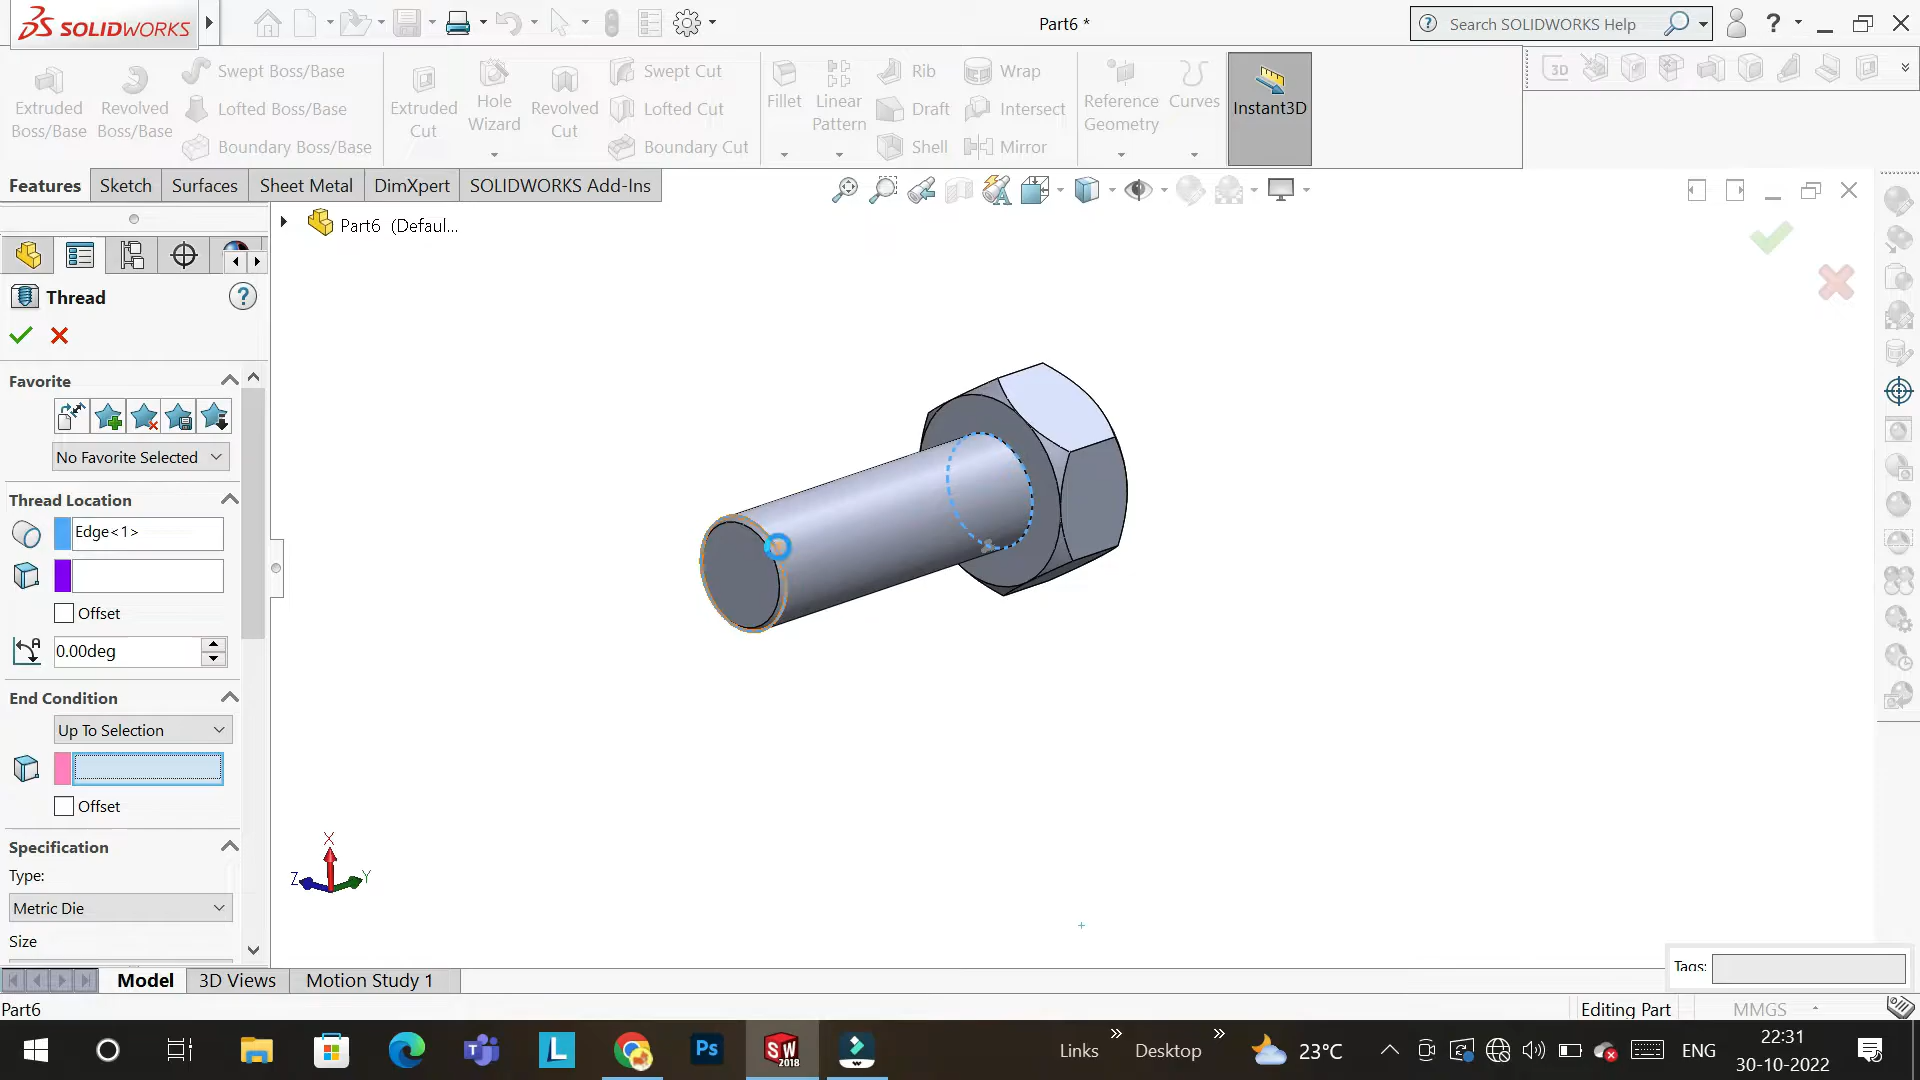 SOLIDWORKS
Part6 *
Search SOLIDWORKS Help
Extruded Boss/Base
Revolved Boss/Base
Swept Boss/Base
Lofted Boss/Base
Boundary Boss/Base
Extruded Cut
Hole Wizard
Revolved Cut
Swept Cut
Lofted Cut
Boundary Cut
Fillet
Linear Pattern
Rib
Draft
Shell
Wrap
Intersect
Mirror
Reference Geometry
Curves
Instant3D
3D
Features
Sketch
Surfaces
Sheet Metal
DimXpert
SOLIDWORKS Add-Ins
Part6 (Defaul...
Thread
Favorite
No Favorite Selected
Thread Location
Edge<1>
Offset
0.00deg
End Condition
Up To Selection
Offset
Specification
Type:
Metric Die
Size
X
Z
Y
Tags:
Model
3D Views
Motion Study 1
Part6
Editing Part
MMGS
L
Ps
SW
2018
Links
Desktop
23°C
ENG
22:31
30-10-2022